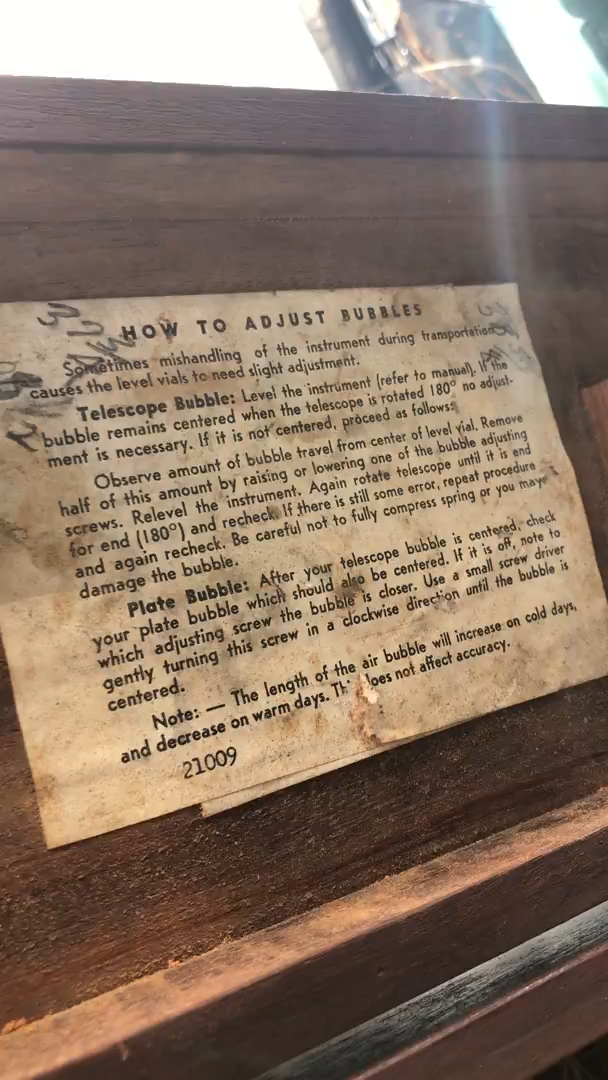 HOW TO ADJUST BUBBLES
Sometimes mishandling of the instrument during transportation
causes the level vials to need slight adjustment.
Telescope Bubble: Level the instrument (refer to manual). If the
bubble remains centered when the telescope is rotated 180° no adjust-
ment is necessary. If it is not centered, proceed as follows:
Observe amount of bubble travel from center of level vial. Remove
half of this amount by raising or lowering one of the bubble adjusting
screws. Relevel the instrument. Again rotate telescope until it is end
for end (180°) and recheck. If there is still some error, repeat procedure
and again recheck. Be careful not to fully compress spring or you may
damage the bubble.
Plate Bubble: After your telescope bubble is centered, check
your plate bubble which should also be centered. If it is off, note to
which adjusting screw the bubble is closer. Use a small screw driver
gently turning this screw in a clockwise direction until the bubble is
centered.
Note: — The length of the air bubble will increase on cold days,
and decrease on warm days. does not affect accuracy.
21009